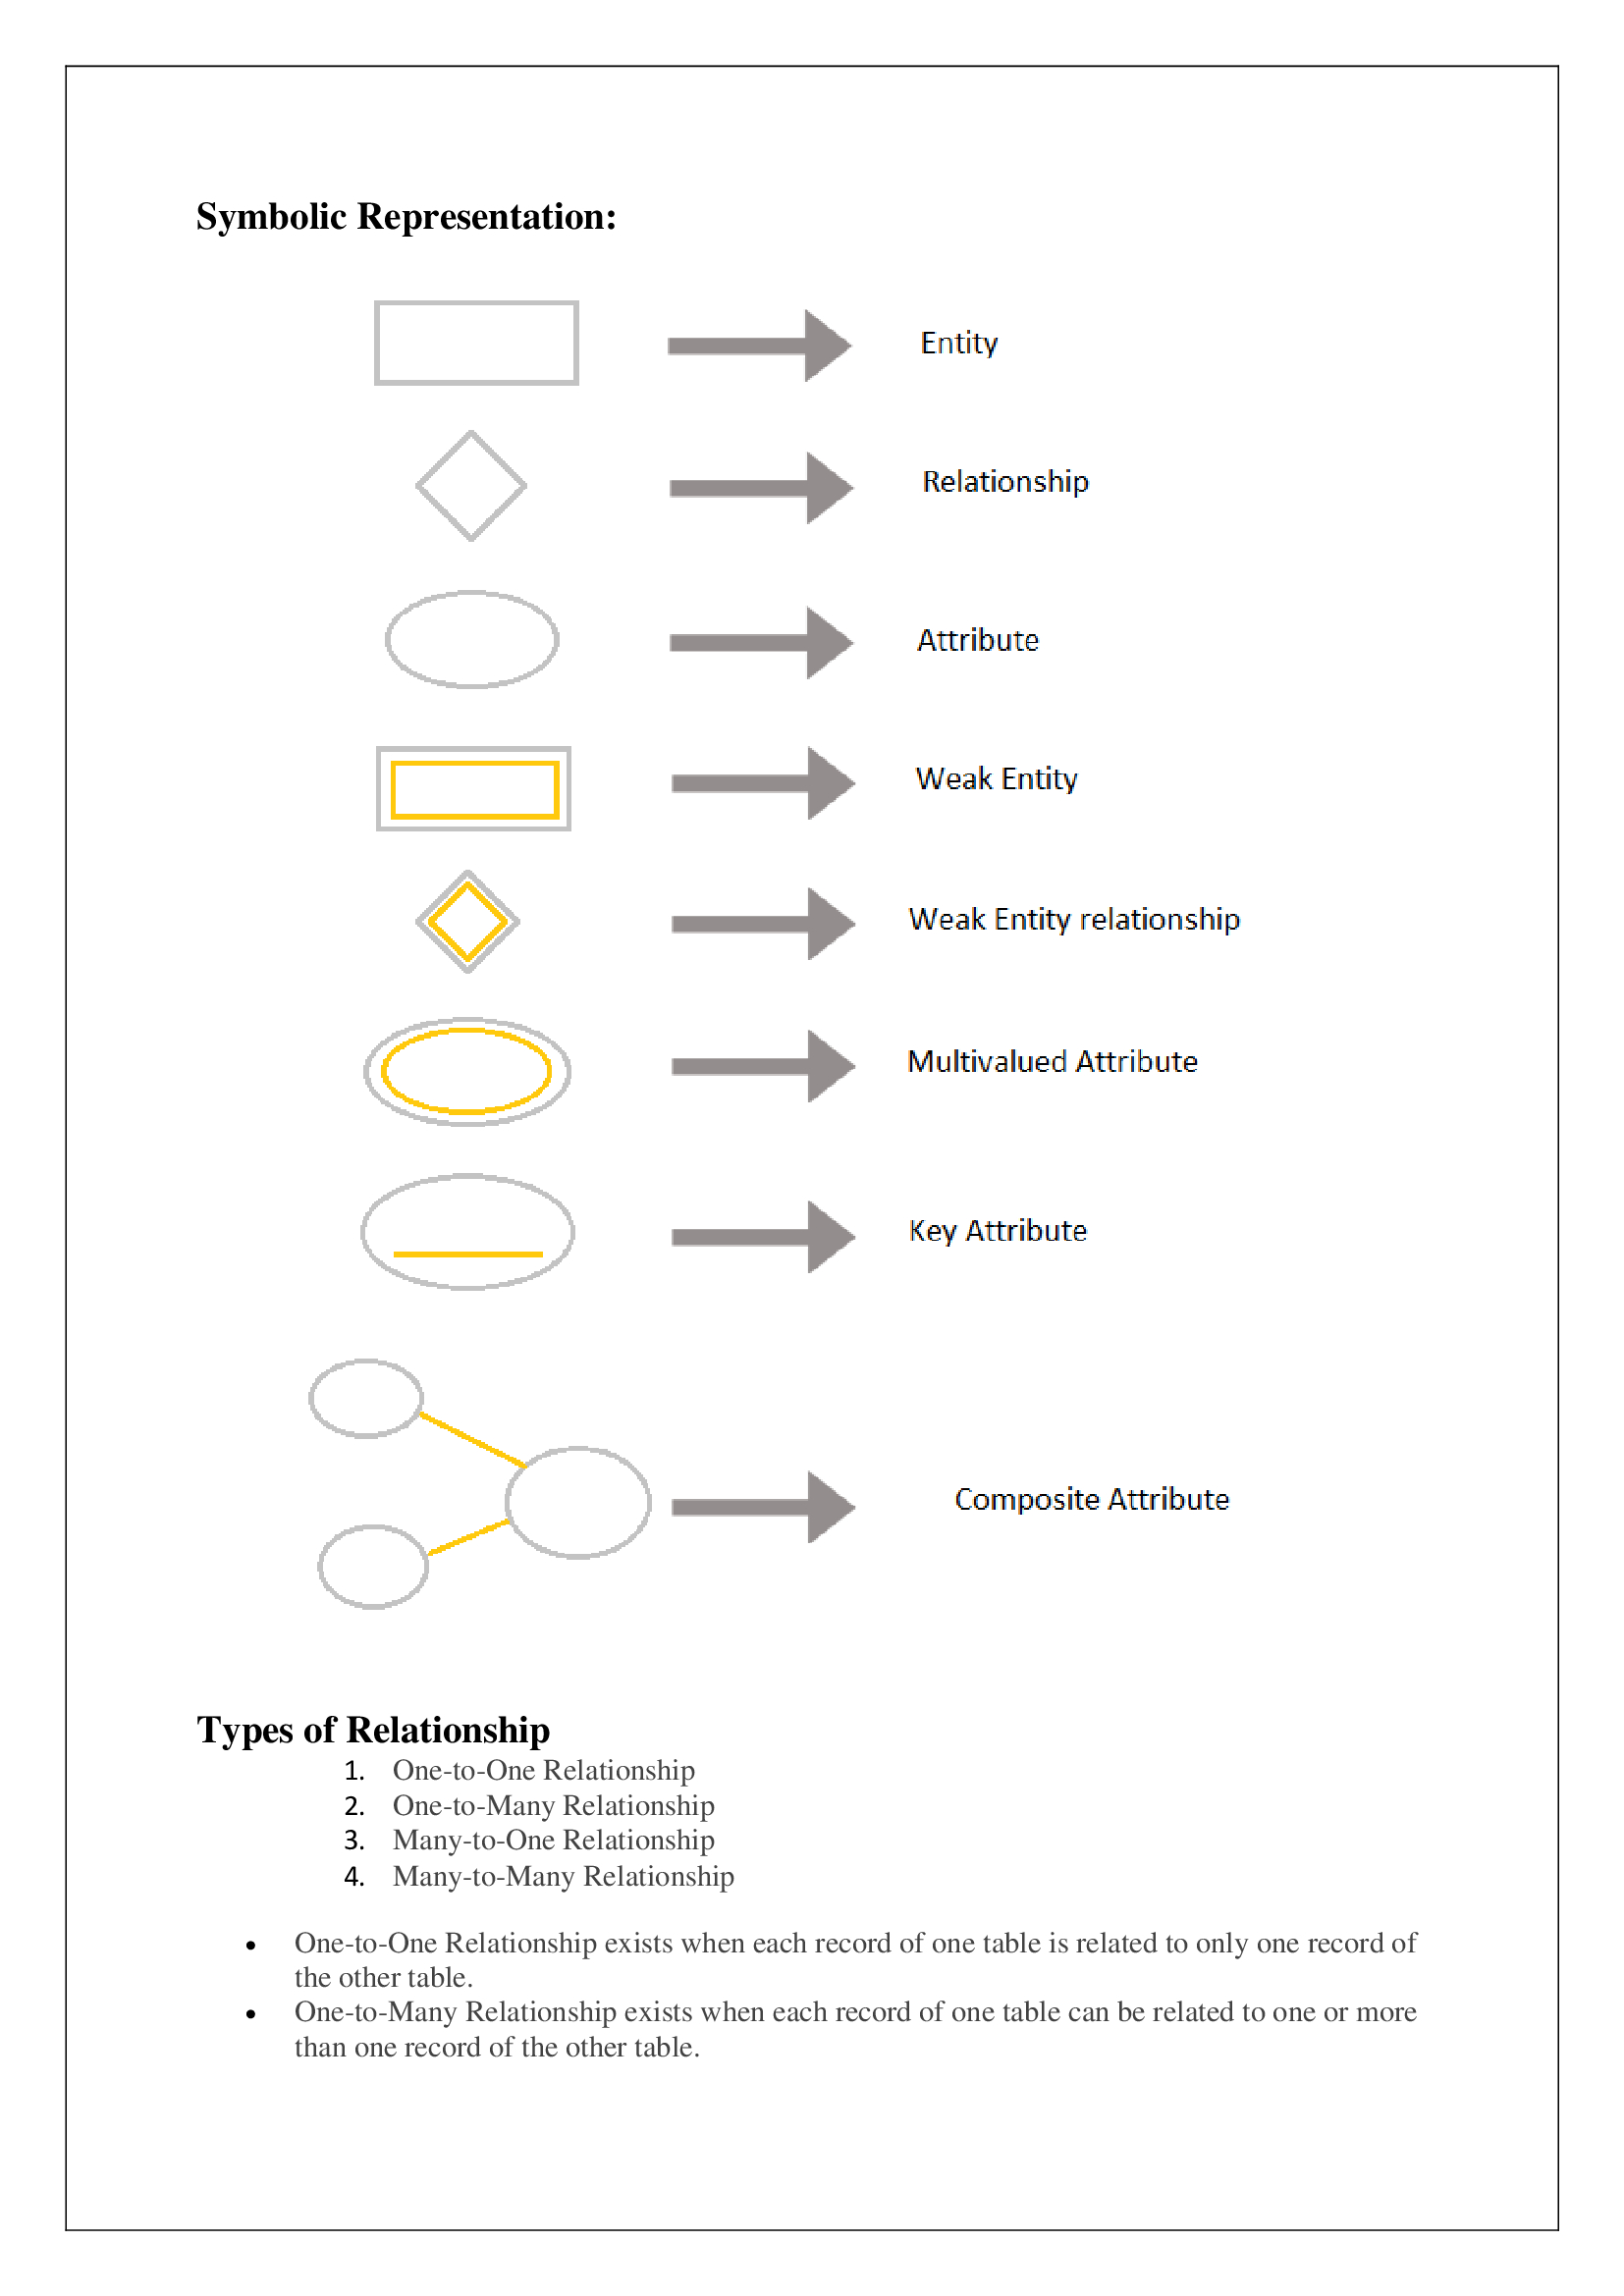 Symbolic Representation:
Entity
Relationship
Attribute
Weak Entity
Weak Entity relationship
Multivalued Attribute
Key Attribute
Composite Attribute
Types of Relationship
1. One-to-One Relationship
2. One-to-Many Relationship
3. Many-to-One Relationship
4. Many-to-Many Relationship
• One-to-One Relationship exists when each record of one table is related to only one record of
the other table.
• One-to-Many Relationship exists when each record of one table can be related to one or more
than one record of the other table.